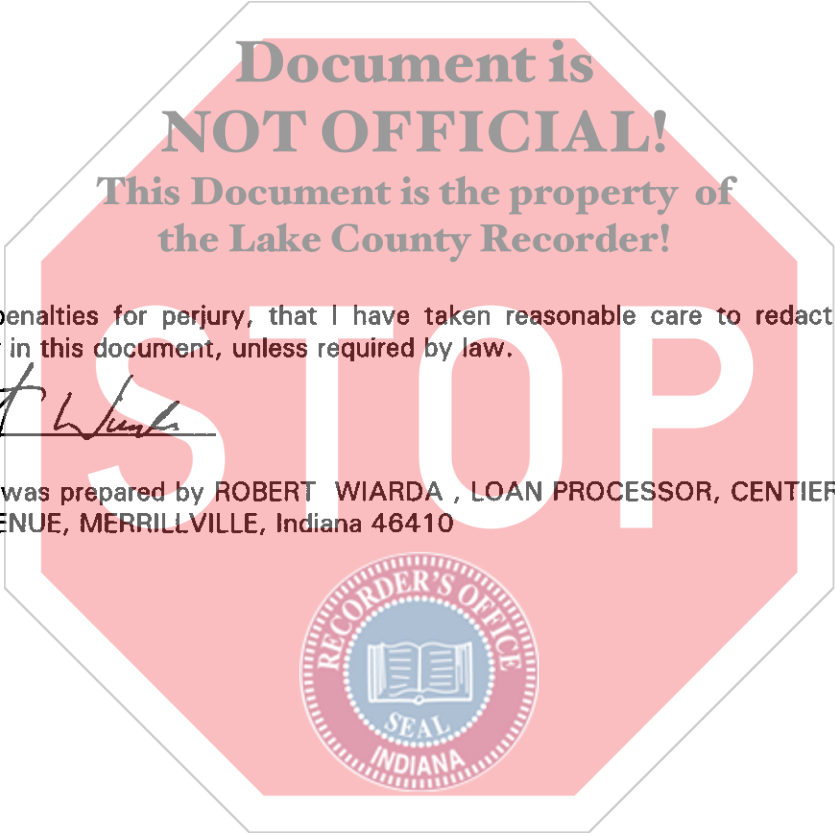 Document is
NOT OFFICIAL!
This Document is the property of
the Lake County Recorder!
penalties for perjury, that I have taken reasonable care to redact
in this document, unless required by law.
STOP
Wiarda
was prepared by ROBERT WIARDA , LOAN PROCESSOR, CENTIER
ENUE, MERRILLVILLE, Indiana 46410
RECORDER'S OFFICE
SEAL
INDIANA